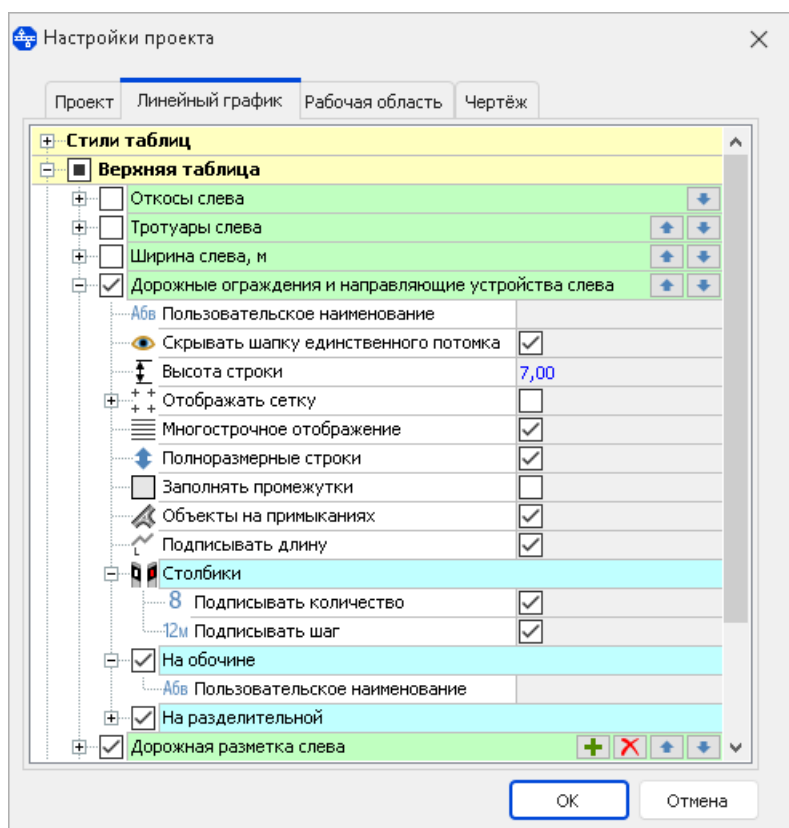 Настройки проекта
Проект Линейный график Рабочая область Чертёж
Стили таблиц
Верхняя таблица
Откосы слева
Тротуары слева
Ширина слева, м
Дорожные ограждения и направляющие устройства слева
Абв Пользовательское наименование
Скрывать шапку единственного потомка
Высота строки 7,00
Отображать сетку
Многострочное отображение
Полноразмерные строки
Заполнять промежутки
Объекты на примыканиях
L Подписывать длину
Столбики
8 Подписывать количество
12м Подписывать шаг
На обочине
Абв Пользовательское наименование
На разделительной
Дорожная разметка слева
ОК Отмена